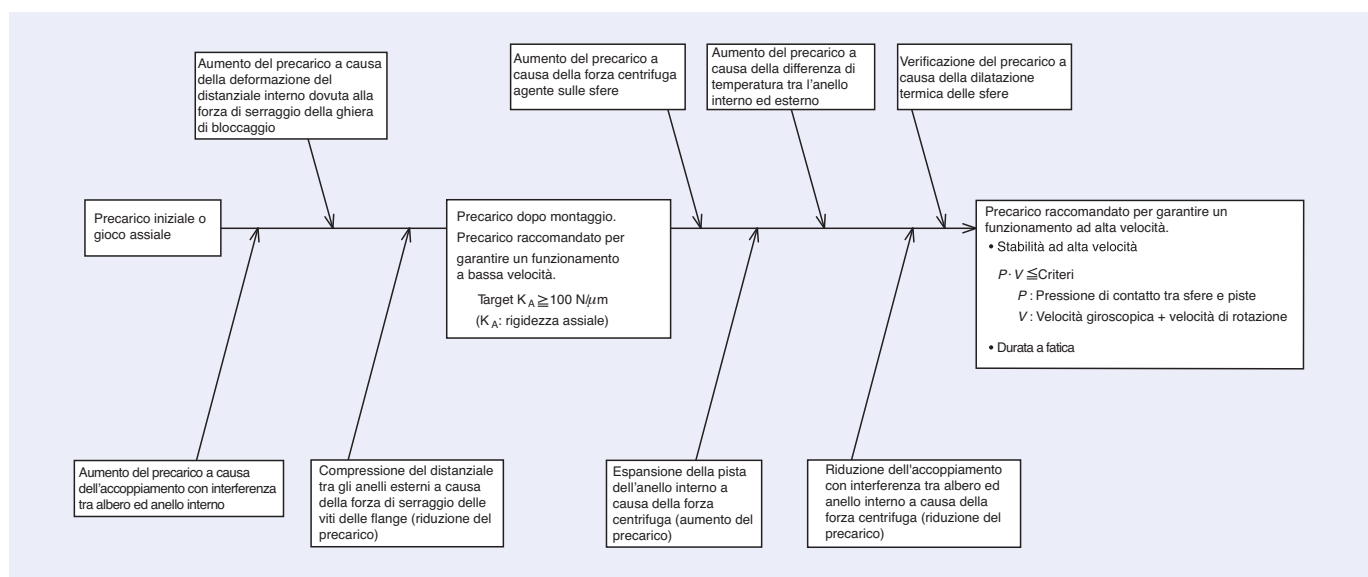 Aumento del precarico a causa
della deformazione del
distanziale interno dovuta alla
forza di serraggio della ghiera
di bloccaggio
Aumento del precarico a
causa della forza centrifuga
agente sulle sfere
Aumento del precarico a
causa della differenza di
temperatura tra l'anello
interno ed esterno
Verificazione del precarico a
causa della dilatazione
termica delle sfere
Precarico iniziale o
gioco assiale
Precarico dopo montaggio.
Precarico raccomandato per
garantire un funzionamento
a bassa velocità.
Target K A ≧ 100 N/μm
(K A: rigidezza assiale)
Precarico raccomandato per garantire un
funzionamento ad alta velocità.
• Stabilità ad alta velocità
P · V ≦ Criteri
P : Pressione di contatto tra sfere e piste
V : Velocità giroscopica + velocità di rotazione
• Durata a fatica
Aumento del precarico a causa
dell'accoppiamento con interferenza
tra albero ed anello interno
Compressione del distanziale
tra gli anelli esterni a causa
della forza di serraggio delle
viti delle flange (riduzione del
precarico)
Espansione della pista
dell'anello interno a
causa della forza
centrifuga (aumento del
precarico)
Riduzione dell'accoppiamento
con interferenza tra albero ed
anello interno a causa della
forza centrifuga (riduzione del
precarico)